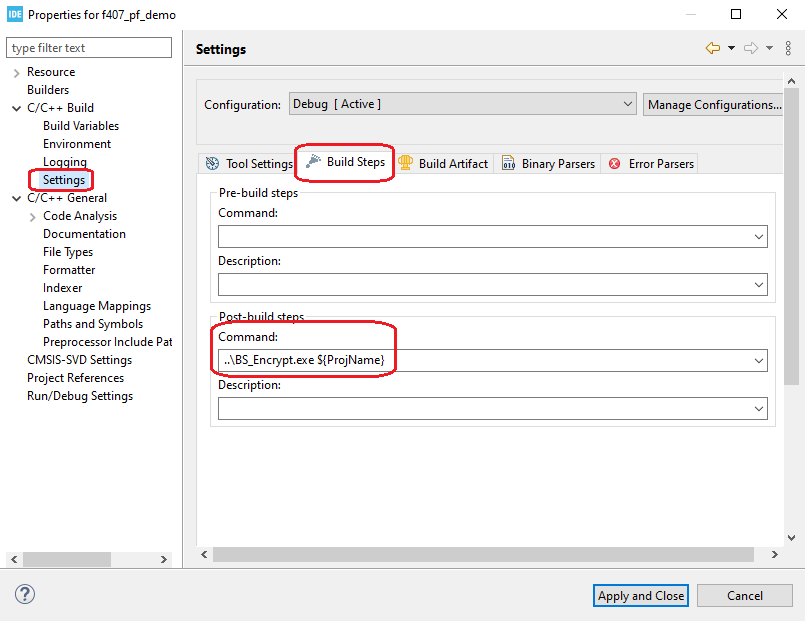 IDE Properties for f407_pf_demo
type filter text
Resource
Builders
C/C++ Build
Build Variables
Environment
Logging
Settings
C/C++ General
Code Analysis
Documentation
File Types
Formatter
Indexer
Language Mappings
Paths and Symbols
Preprocessor Include Pat
CMSIS-SVD Settings
Project References
Run/Debug Settings
Settings
Configuration: Debug [ Active ] Manage Configurations...
Tool Settings Build Steps Build Artifact Binary Parsers Error Parsers
Pre-build steps
Command:
Description:
Post-build steps
Command:
..\BS_Encrypt.exe ${ProjName}
Description:
? Apply and Close Cancel